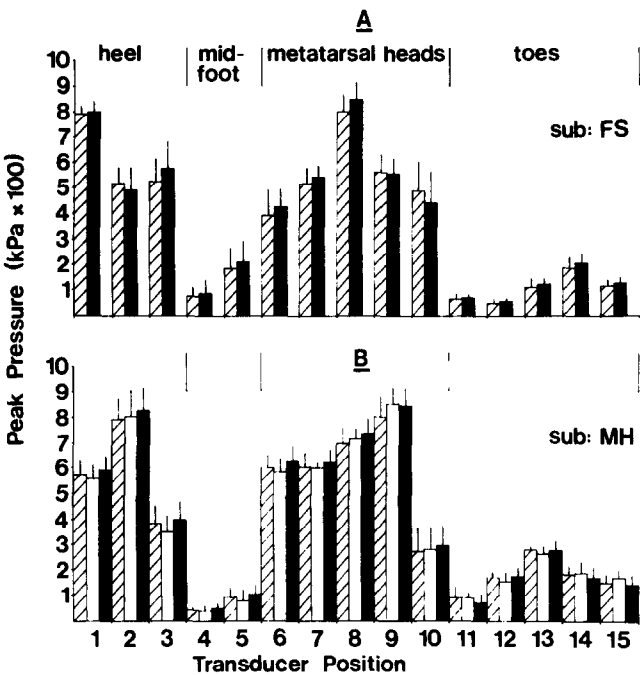 A
heel
mid-
foot
metatarsal heads
toes
10
9
8
7
6
5
4
3
2
1
sub: FS
Peak Pressure (kPa x 100)
B
10
9
8
7
6
5
4
3
2
1
sub: MH
1 2 3 4 5 6 7 8 9 10 11 12 13 14 15
Transducer Position